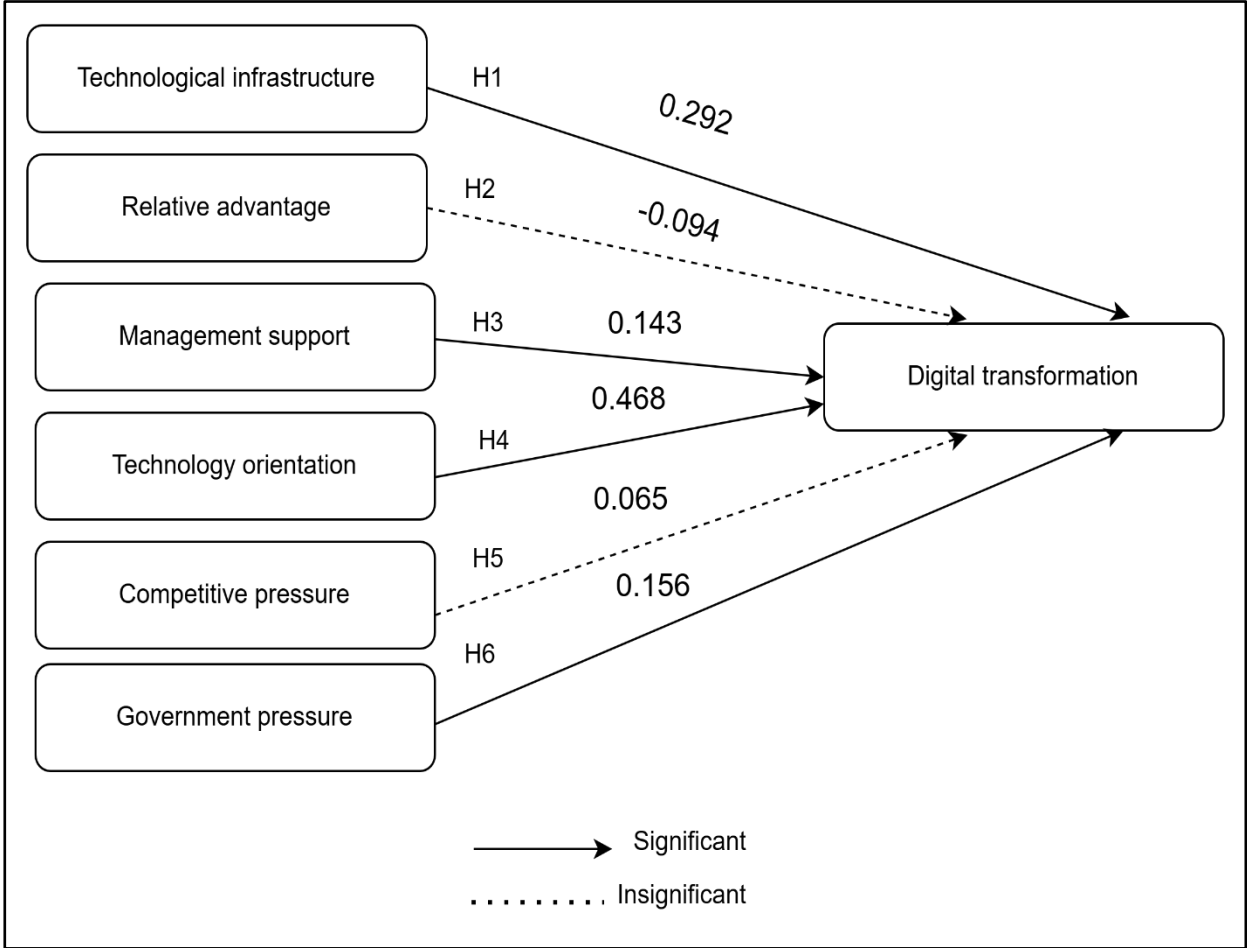 Technological infrastructure
H1
0.292
Relative advantage
H2
-0.094
Management support
H3
0.143
Digital transformation
Technology orientation
H4
0.468
Competitive pressure
H5
0.065
Government pressure
H6
0.156
Significant
Insignificant